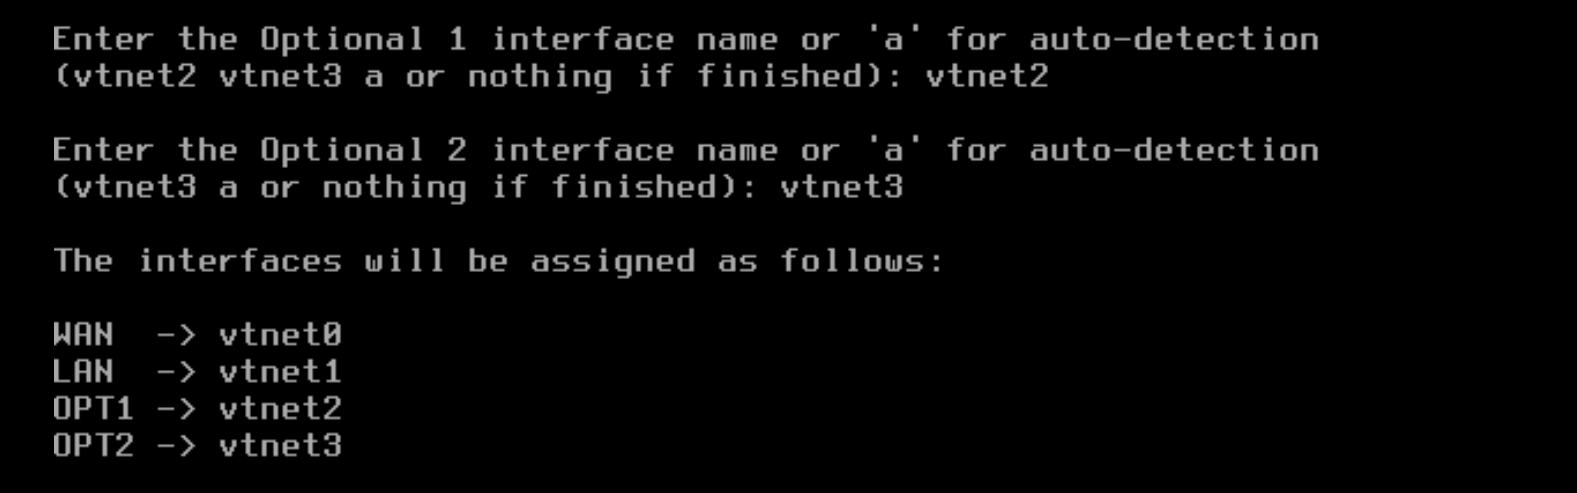 Enter the Optional 1 interface name or 'a' for auto-detection
(vtnet2 vtnet3 a or nothing if finished): vtnet2
Enter the Optional 2 interface name or 'a' for auto-detection
(vtnet3 a or nothing if finished): vtnet3
The interfaces will be assigned as follows:
WAN  -> vtnet0
LAN  -> vtnet1
OPT1 -> vtnet2
OPT2 -> vtnet3